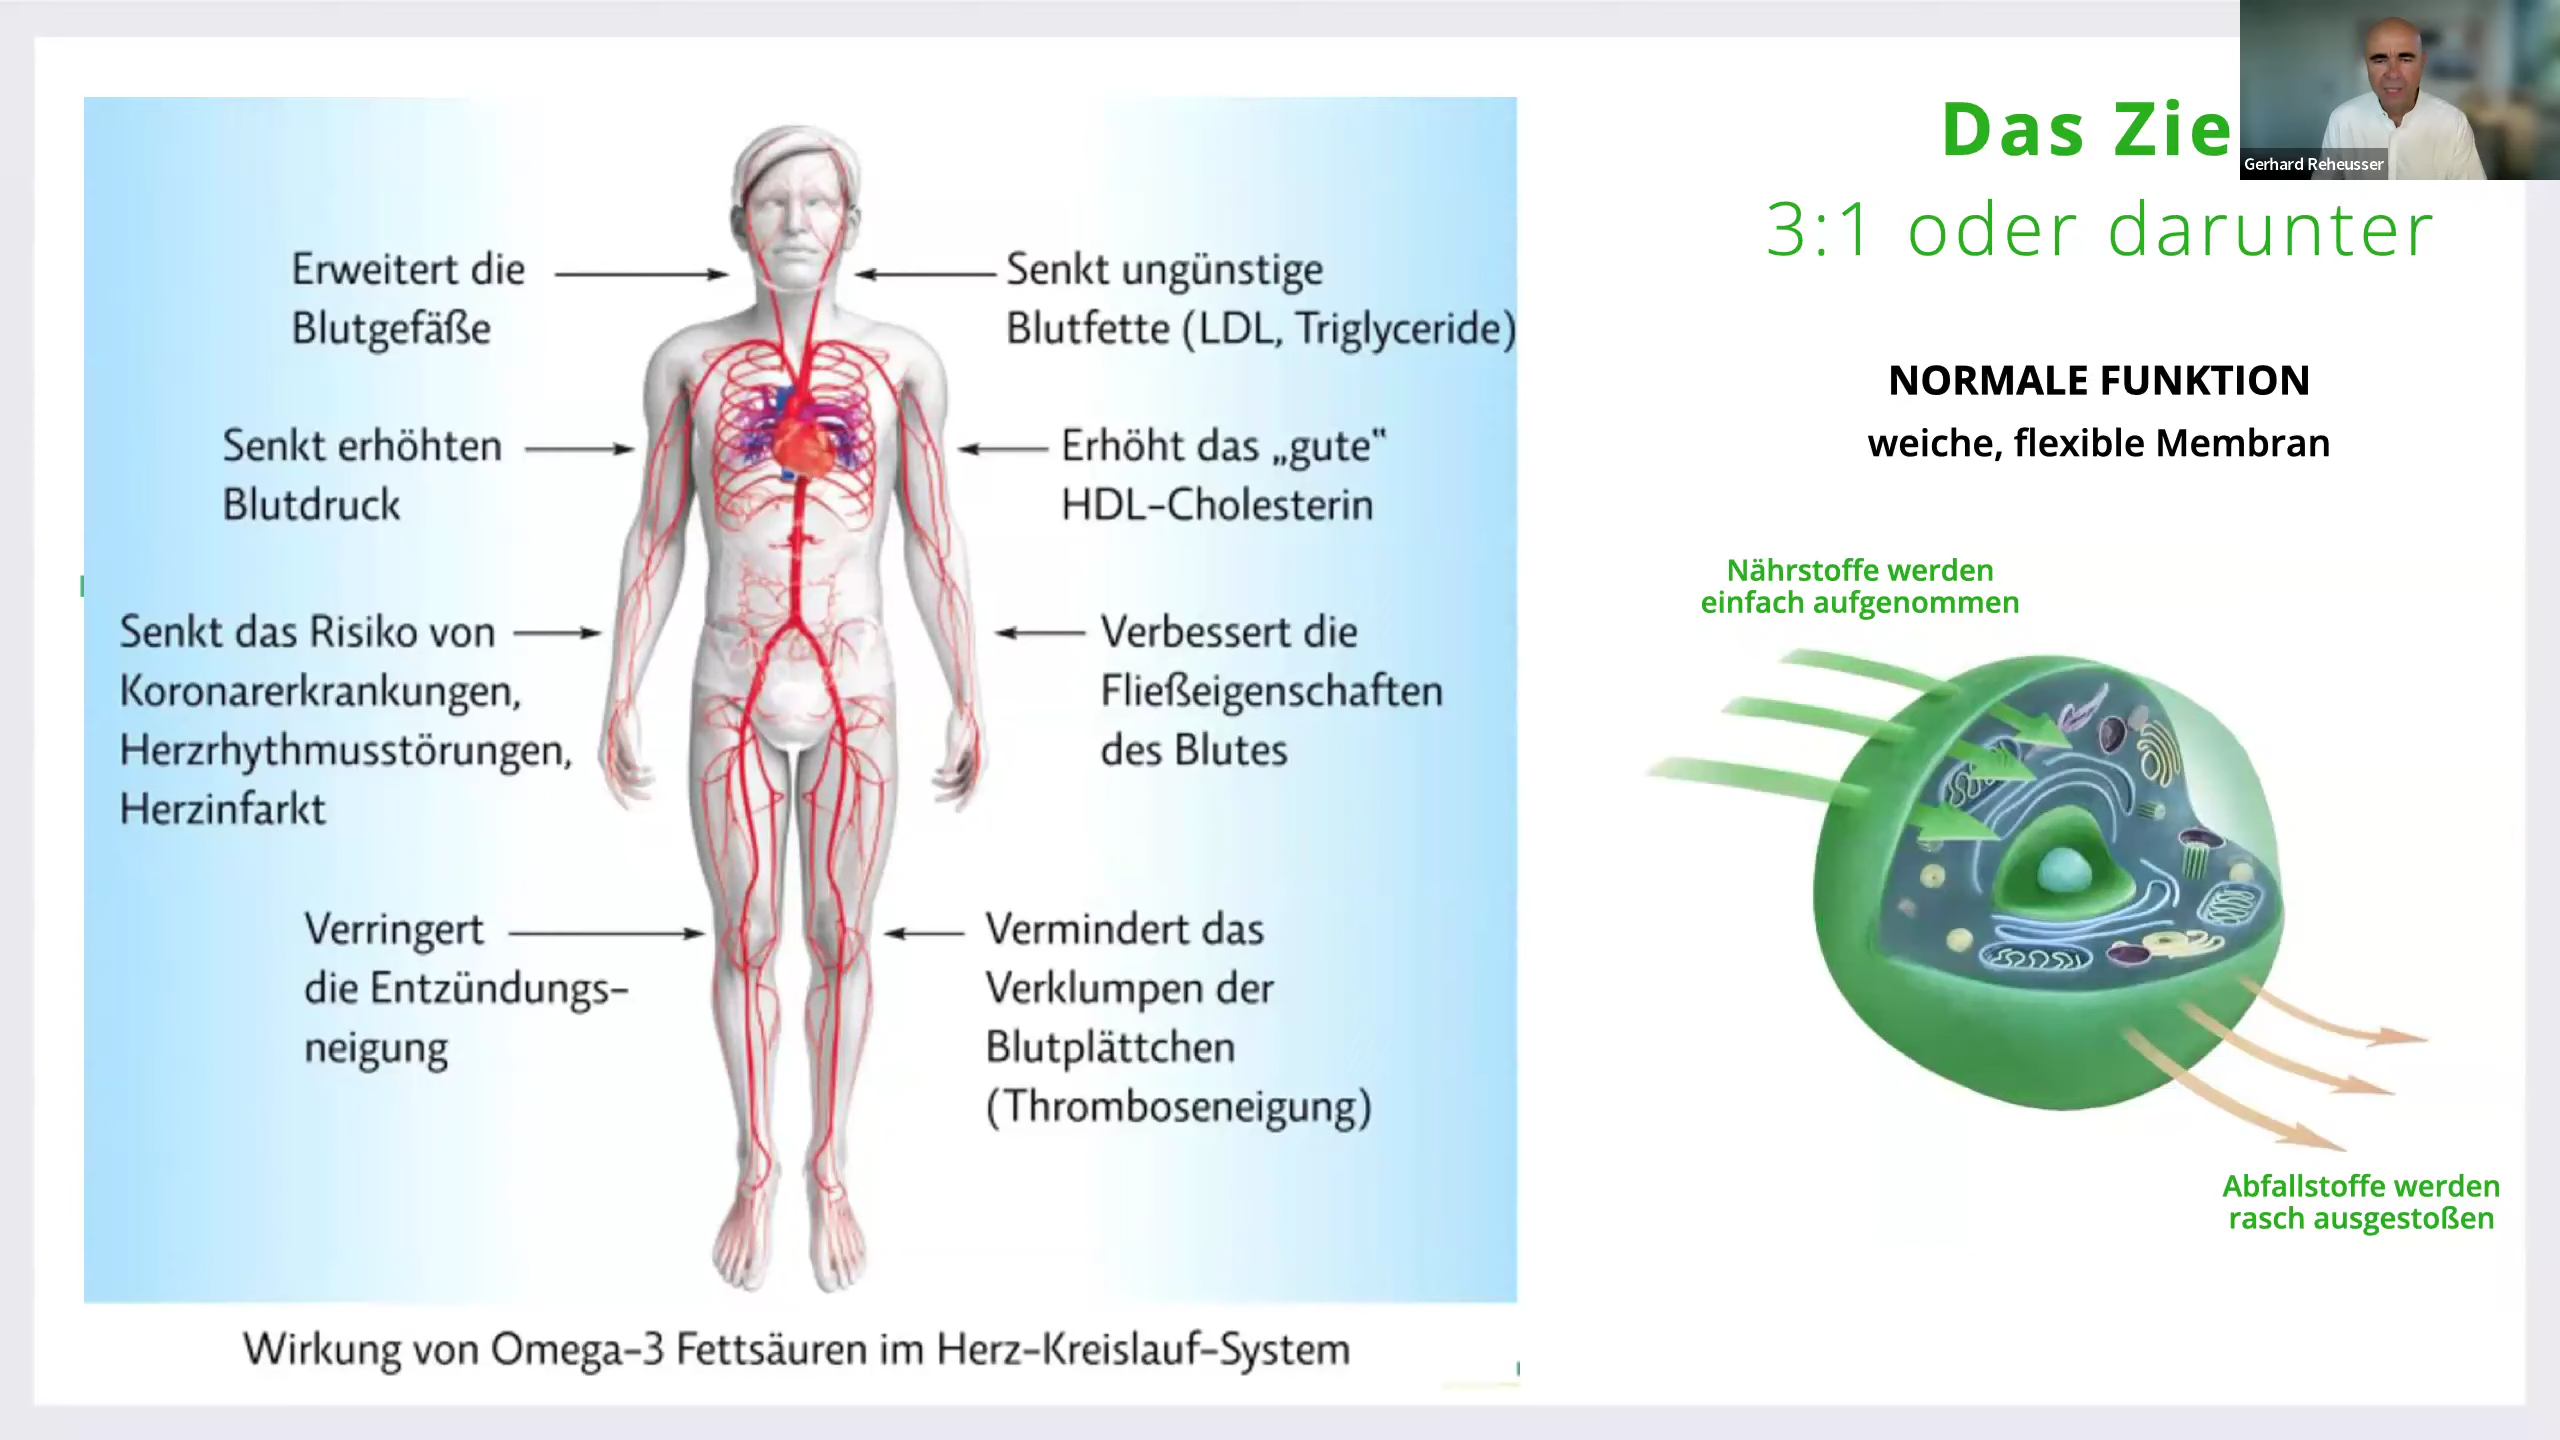 Erweitert die
Blutgefäße
Senkt erhöhten
Blutdruck
Senkt das Risiko von
Koronarerkrankungen,
Herzrhythmusstörungen,
Herzinfarkt
Verringert
die Entzündungs-
neigung
Senkt ungünstige
Blutfette (LDL, Triglyceride)
Erhöht das „gute“
HDL-Cholesterin
Verbessert die
Fließeigenschaften
des Blutes
Vermindert das
Verklumpen der
Blutplättchen
(Thromboseneigung)
Wirkung von Omega-3 Fettsäuren im Herz-Kreislauf-System
Das Zie
3:1 oder darunter
NORMALE FUNKTION
weiche, flexible Membran
Nährstoffe werden
einfach aufgenommen
Abfallstoffe werden
rasch ausgestoßen
Gerhard Reheusser